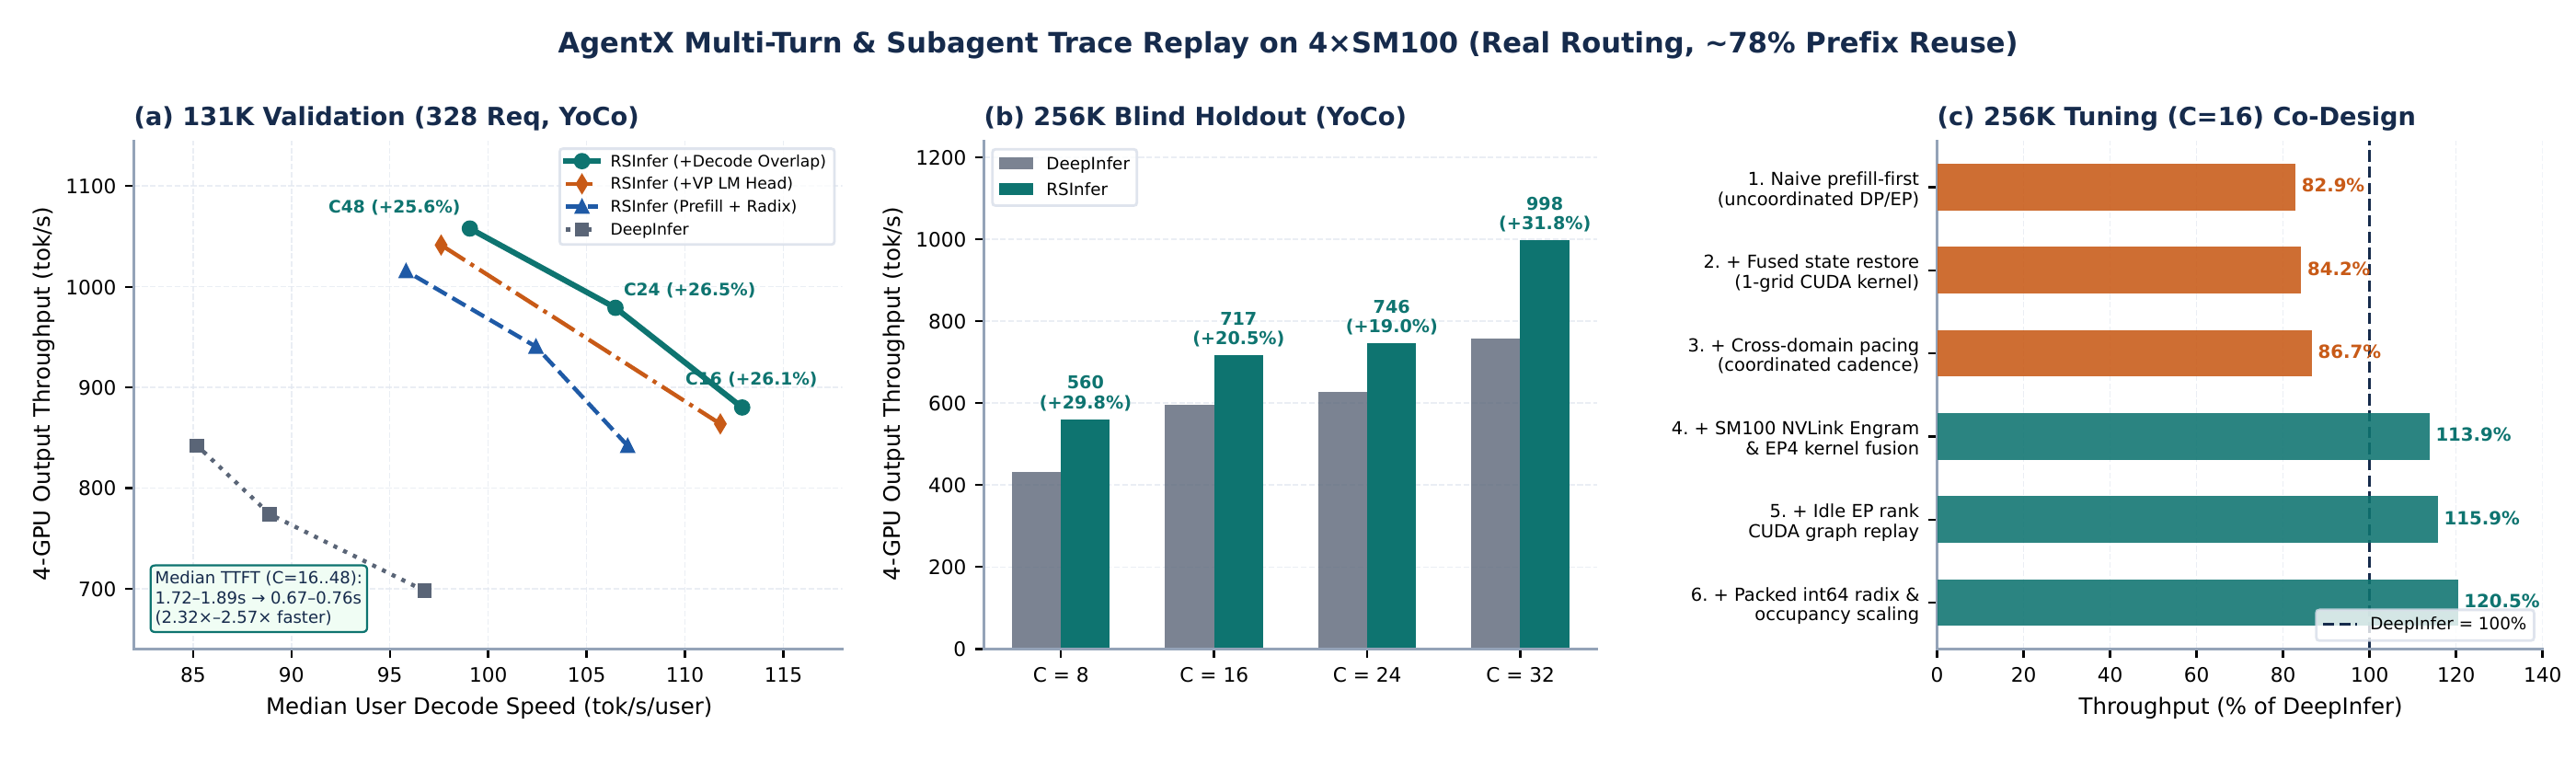 AgentX Multi-Turn & Subagent Trace Replay on 4×SM100 (Real Routing, ~78% Prefix Reuse)
(a) 131K Validation (328 Req, YoCo)
4-GPU Output Throughput (tok/s)
1100
1000
900
800
700
RSInfer (+Decode Overlap)
RSInfer (+VP LM Head)
RSInfer (Prefill + Radix)
DeepInfer
C48 (+25.6%)
C24 (+26.5%)
C16 (+26.1%)
Median TTFT (C=16..48):
1.72–1.89s → 0.67–0.76s
(2.32×–2.57× faster)
85 90 95 100 105 110 115
Median User Decode Speed (tok/s/user)
(b) 256K Blind Holdout (YoCo)
4-GPU Output Throughput (tok/s)
1200
1000
800
600
400
200
0
DeepInfer
RSInfer
560
(+29.8%)
717
(+20.5%)
746
(+19.0%)
998
(+31.8%)
C = 8 C = 16 C = 24 C = 32
(c) 256K Tuning (C=16) Co-Design
1. Naive prefill-first
(uncoordinated DP/EP)
82.9%
2. + Fused state restore
(1-grid CUDA kernel)
84.2%
3. + Cross-domain pacing
(coordinated cadence)
86.7%
4. + SM100 NVLink Engram
& EP4 kernel fusion
113.9%
5. + Idle EP rank
CUDA graph replay
115.9%
6. + Packed int64 radix &
occupancy scaling
120.5%
DeepInfer = 100%
0 20 40 60 80 100 120 140
Throughput (% of DeepInfer)